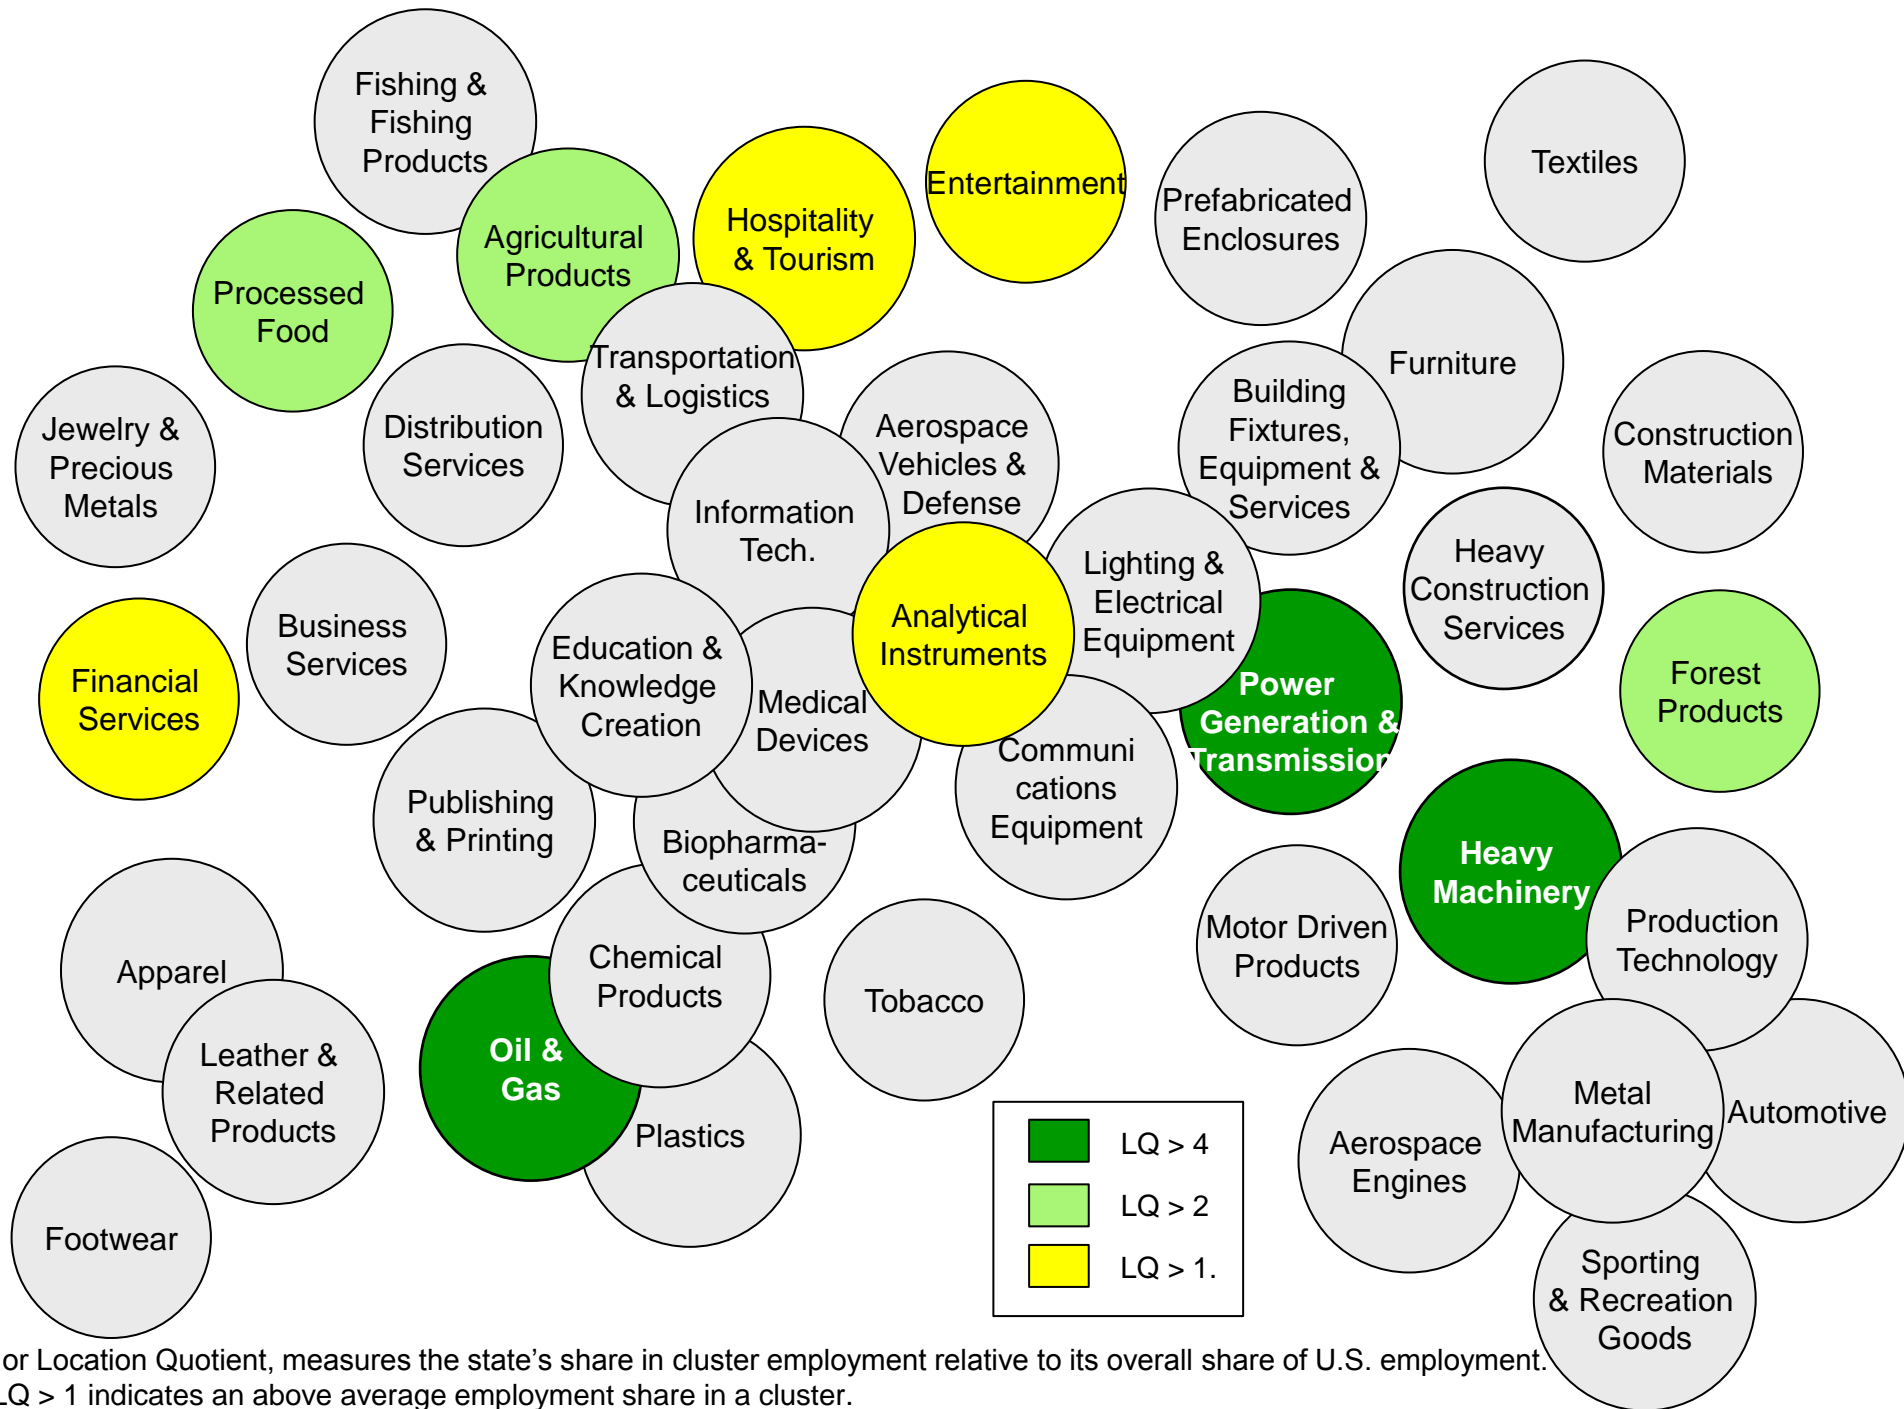 Fishing &
Fishing
Products
Textiles
Entertainment
Prefabricated
Enclosures
Hospitality
& Tourism
Agricultural
Products
Processed
Food
Transportation
& Logistics
Furniture
Building
Fixtures,
Equipment &
Services
Jewelry &
Precious
Metals
Distribution
Services
Aerospace
Vehicles &
Defense
Construction
Materials
Information
Tech.
Heavy
Construction
Services
Lighting &
Electrical
Equipment
Analytical
Instruments
Business
Services
Education &
Knowledge
Creation
Financial
Services
Medical
Devices
Power
Generation &
Transmission
Forest
Products
Communi
cations
Equipment
Publishing
& Printing
Biopharma-
ceuticals
Heavy
Machinery
Motor Driven
Products
Production
Technology
Apparel
Chemical
Products
Tobacco
Oil &
Gas
Leather &
Related
Products
Plastics
Metal
Manufacturing
Automotive
Aerospace
Engines
Footwear
Sporting
& Recreation
Goods
LQ > 4
LQ > 2
LQ > 1.
or Location Quotient, measures the state’s share in cluster employment relative to its overall share of U.S. employment.
LQ > 1 indicates an above average employment share in a cluster.